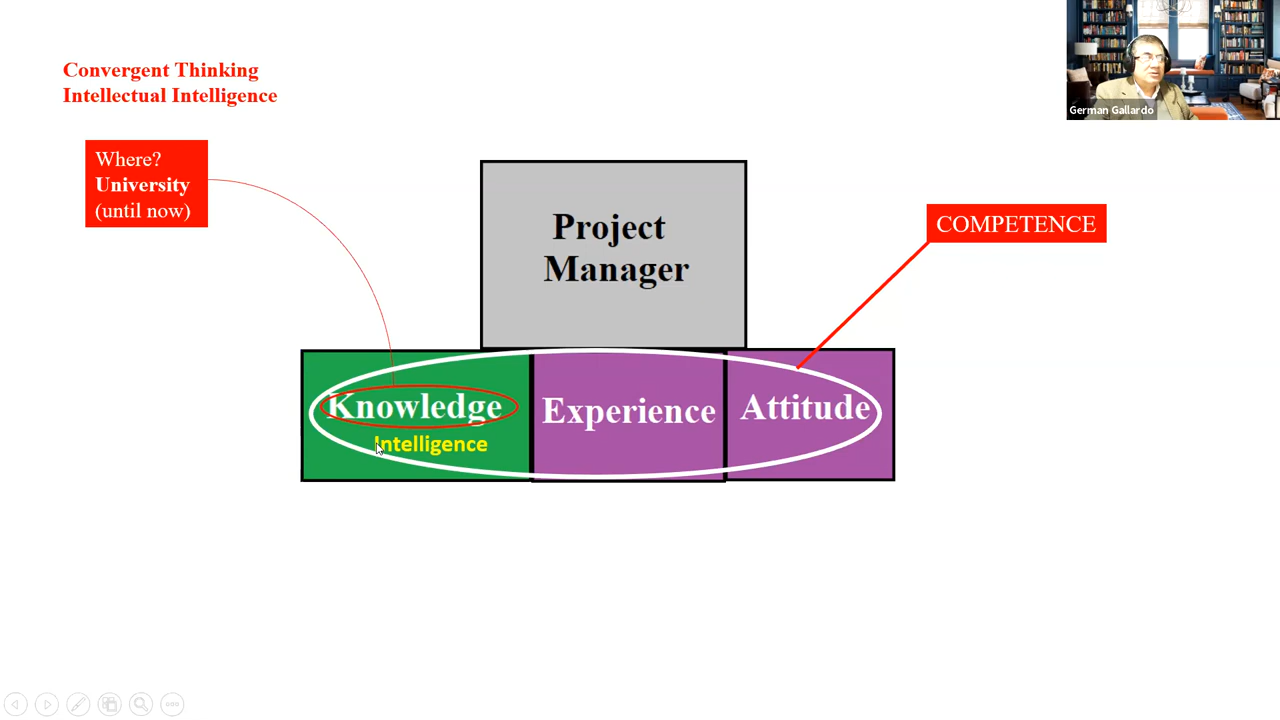 Convergent Thinking
Intellectual Intelligence
German Gallardo
Where?
University
(until now)
Project
Manager
COMPETENCE
Knowledge
Experience
Attitude
Intelligence